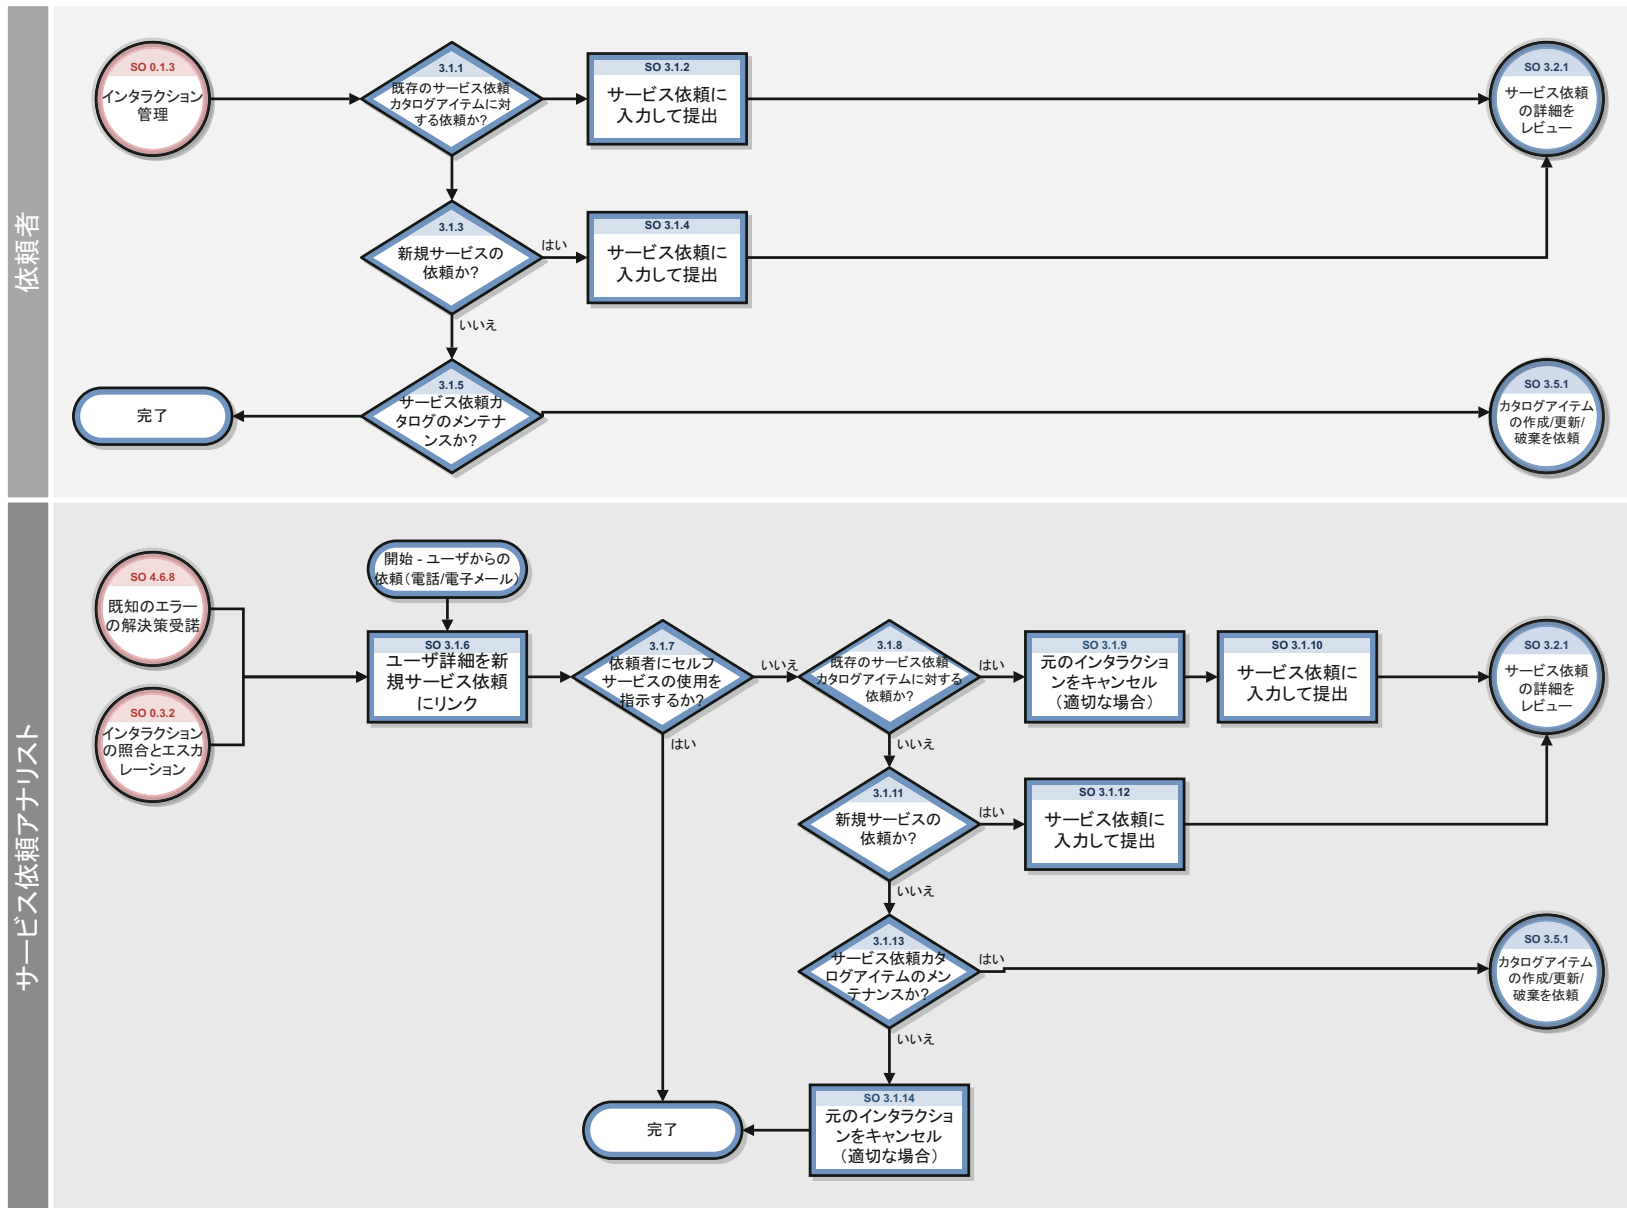 依頼者
SO 0.1.3
インタラクション
管理
3.1.1
既存のサービス依頼
カタログアイテムに対
する依頼か?
SO 3.1.2
サービス依頼に
入力して提出
SO 3.2.1
サービス依頼
の詳細を
レビュー
3.1.3
新規サービスの
依頼か?
はい
SO 3.1.4
サービス依頼に
入力して提出
いいえ
完了
3.1.5
サービス依頼カ
タログのメンテナ
ンスか?
SO 3.5.1
カタログアイテム
の作成/更新/
破棄を依頼
サービス依頼アナリスト
SO 4.6.8
既知のエラー
の解決策受諾
SO 0.3.2
インタラクション
の照合とエスカ
レーション
開始 - ユーザからの
依頼（電話/電子メール）
SO 3.1.6
ユーザ詳細を新
規サービス依頼
にリンク
3.1.7
依頼者にセルフ
サービスの使用を
指示するか?
いいえ
はい
3.1.8
既存のサービス依頼
カタログアイテムに対する
依頼か?
はい
いいえ
SO 3.1.9
元のインタラクショ
ンをキャンセル
（適切な場合）
SO 3.1.10
サービス依頼に
入力して提出
SO 3.2.1
サービス依頼
の詳細を
レビュー
3.1.11
新規サービスの
依頼か?
はい
いいえ
SO 3.1.12
サービス依頼に
入力して提出
3.1.13
サービス依頼カタ
ログアイテムのメン
テナンスか?
はい
いいえ
SO 3.5.1
カタログアイテム
の作成/更新/
破棄を依頼
SO 3.1.14
元のインタラクショ
ンをキャンセル
（適切な場合）
完了